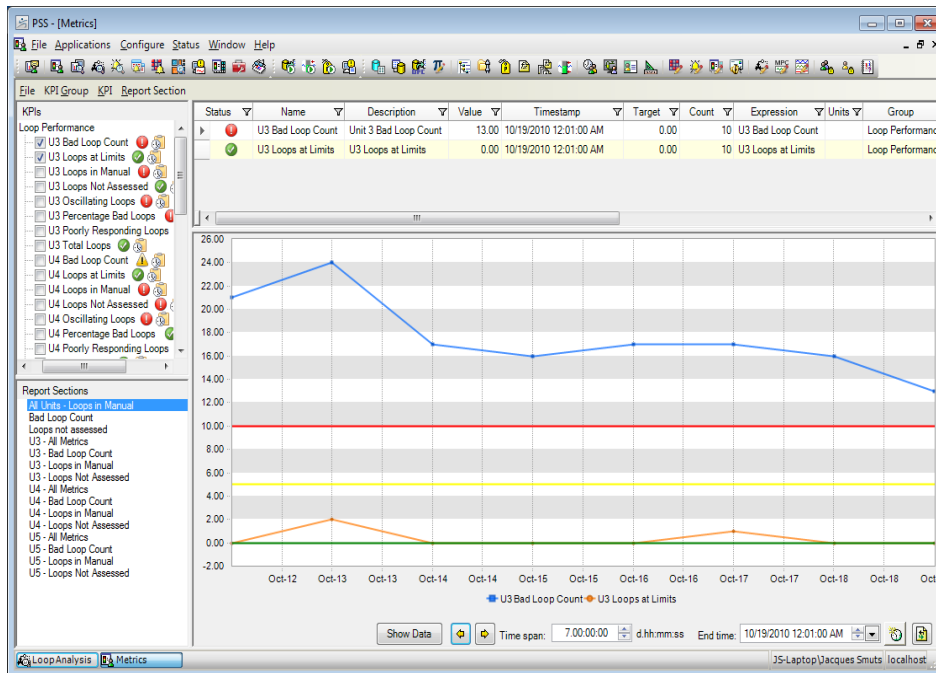 PSS - [Metrics]
File Applications Configure Status Window Help
File KPI Group KPI Report Section
KPIs
Loop Performance
U3 Bad Loop Count
U3 Loops at Limits
U3 Loops in Manual
U3 Loops Not Assessed
U3 Oscillating Loops
U3 Percentage Bad Loops
U3 Poorly Responding Loops
U3 Total Loops
U4 Bad Loop Count
U4 Loops at Limits
U4 Loops in Manual
U4 Loops Not Assessed
U4 Oscillating Loops
U4 Percentage Bad Loops
U4 Poorly Responding Loops
Report Sections
All Units - Loops in Manual
Bad Loop Count
Loops not assessed
U3 - All Metrics
U3 - Bad Loop Count
U3 - Loops in Manual
U3 - Loops Not Assessed
U4 - All Metrics
U4 - Bad Loop Count
U4 - Loops in Manual
U4 - Loops Not Assessed
U5 - All Metrics
U5 - Bad Loop Count
U5 - Loops in Manual
U5 - Loops Not Assessed
Status Name Description Value Timestamp Target Count Expression Units Group
U3 Bad Loop Count Unit 3 Bad Loop Count 13.00 10/19/2010 12:01:00 AM 0.00 10 U3 Bad Loop Count Loop Performanc
U3 Loops at Limits U3 Loops at Limits 0.00 10/19/2010 12:01:00 AM 0.00 10 U3 Loops at Limits Loop Performanc
26.00
24.00
22.00
20.00
18.00
16.00
14.00
12.00
10.00
8.00
6.00
4.00
2.00
0.00
-2.00
Oct-12 Oct-13 Oct-13 Oct-14 Oct-14 Oct-15 Oct-15 Oct-16 Oct-16 Oct-17 Oct-17 Oct-18 Oct-18 Oct
U3 Bad Loop Count U3 Loops at Limits
Show Data Time span: 7.00:00:00 d.hh:mm:ss End time: 10/19/2010 12:01:00 AM
Loop Analysis Metrics JS-Laptop\Jacques Smuts localhost